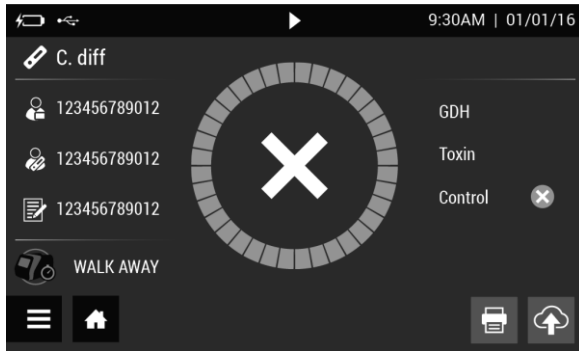 9:30AM | 01/01/16
C. diff
123456789012
123456789012
123456789012
WALK AWAY
GDH
Toxin
Control